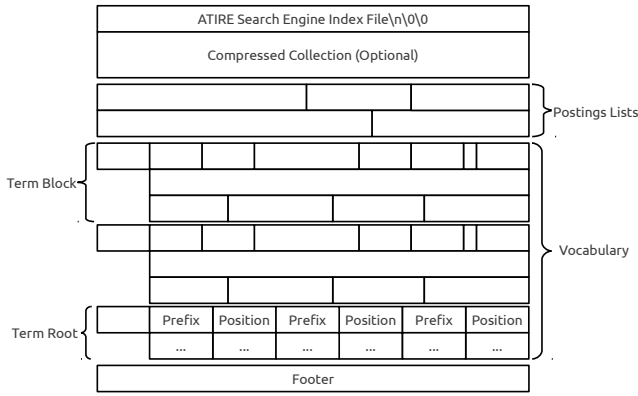 ATIRE Search Engine Index File\n\0\0
Compressed Collection (Optional)
Postings Lists
Term Block
Vocabulary
Term Root
Prefix Position Prefix Position Prefix Position
... ... ... ... ... ...
Footer